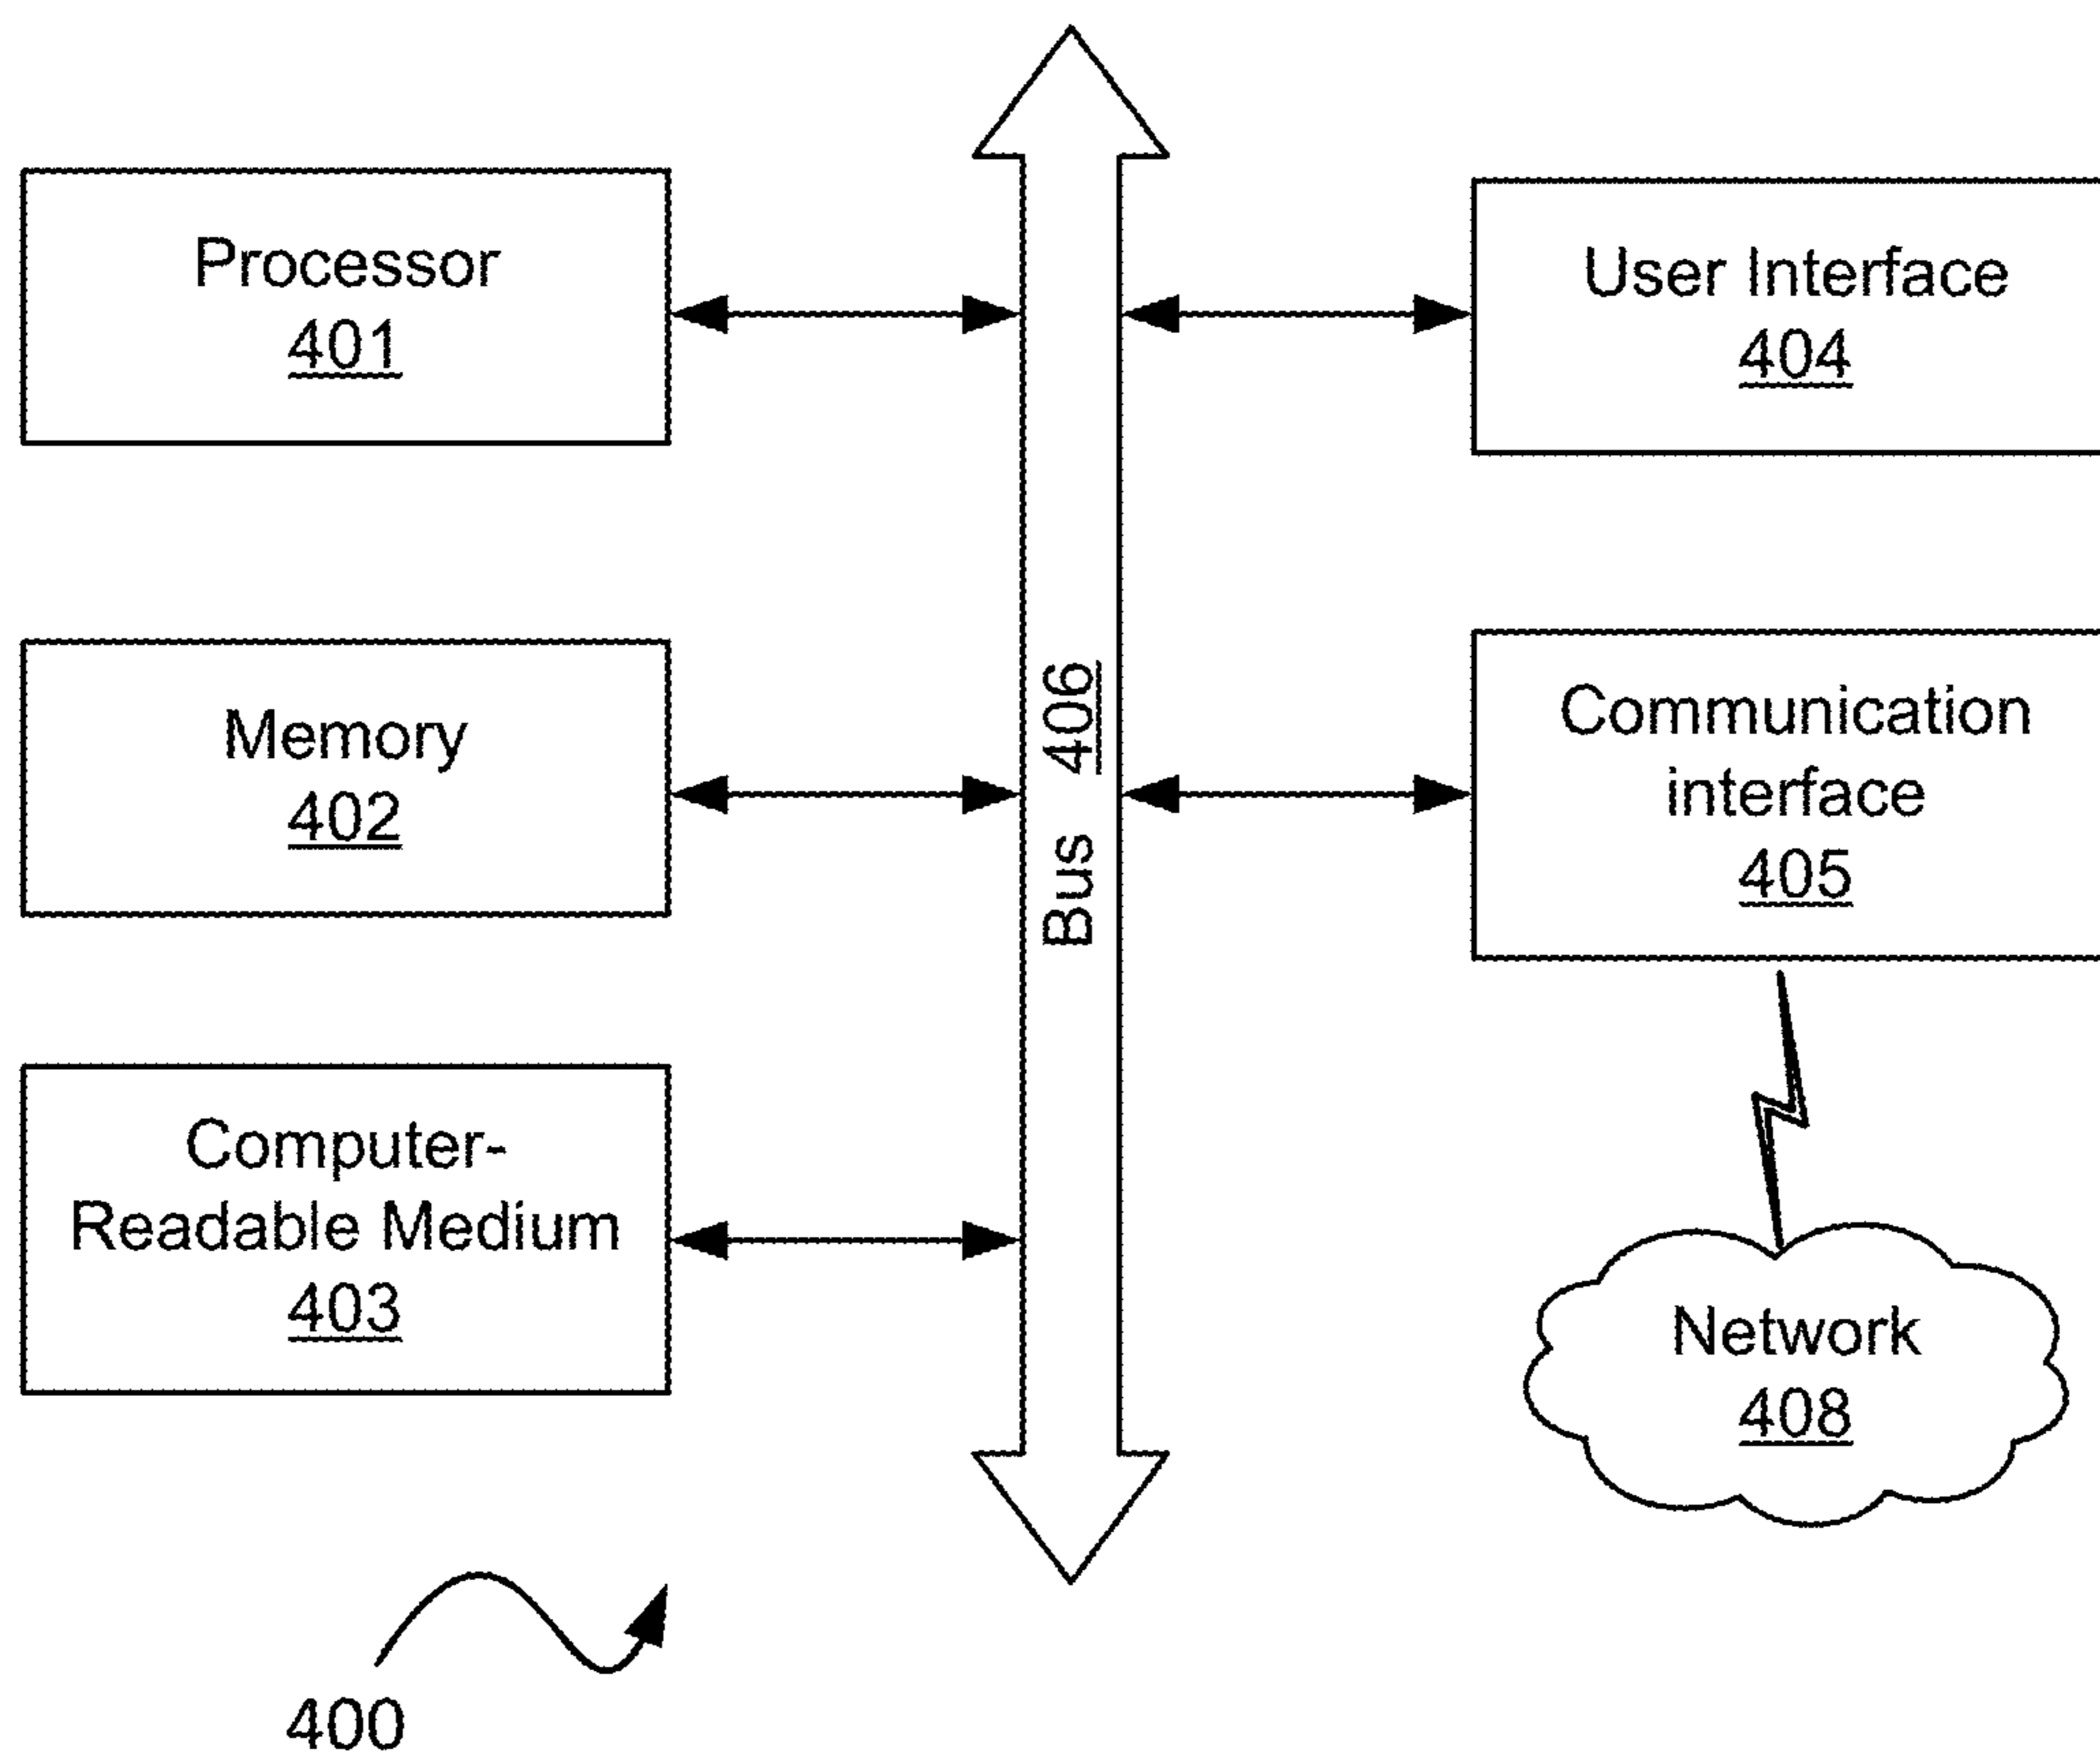 Processor
401
Memory
402
Computer-
Readable Medium
403
Bus 406
User Interface
404
Communication
interface
405
Network
408
400